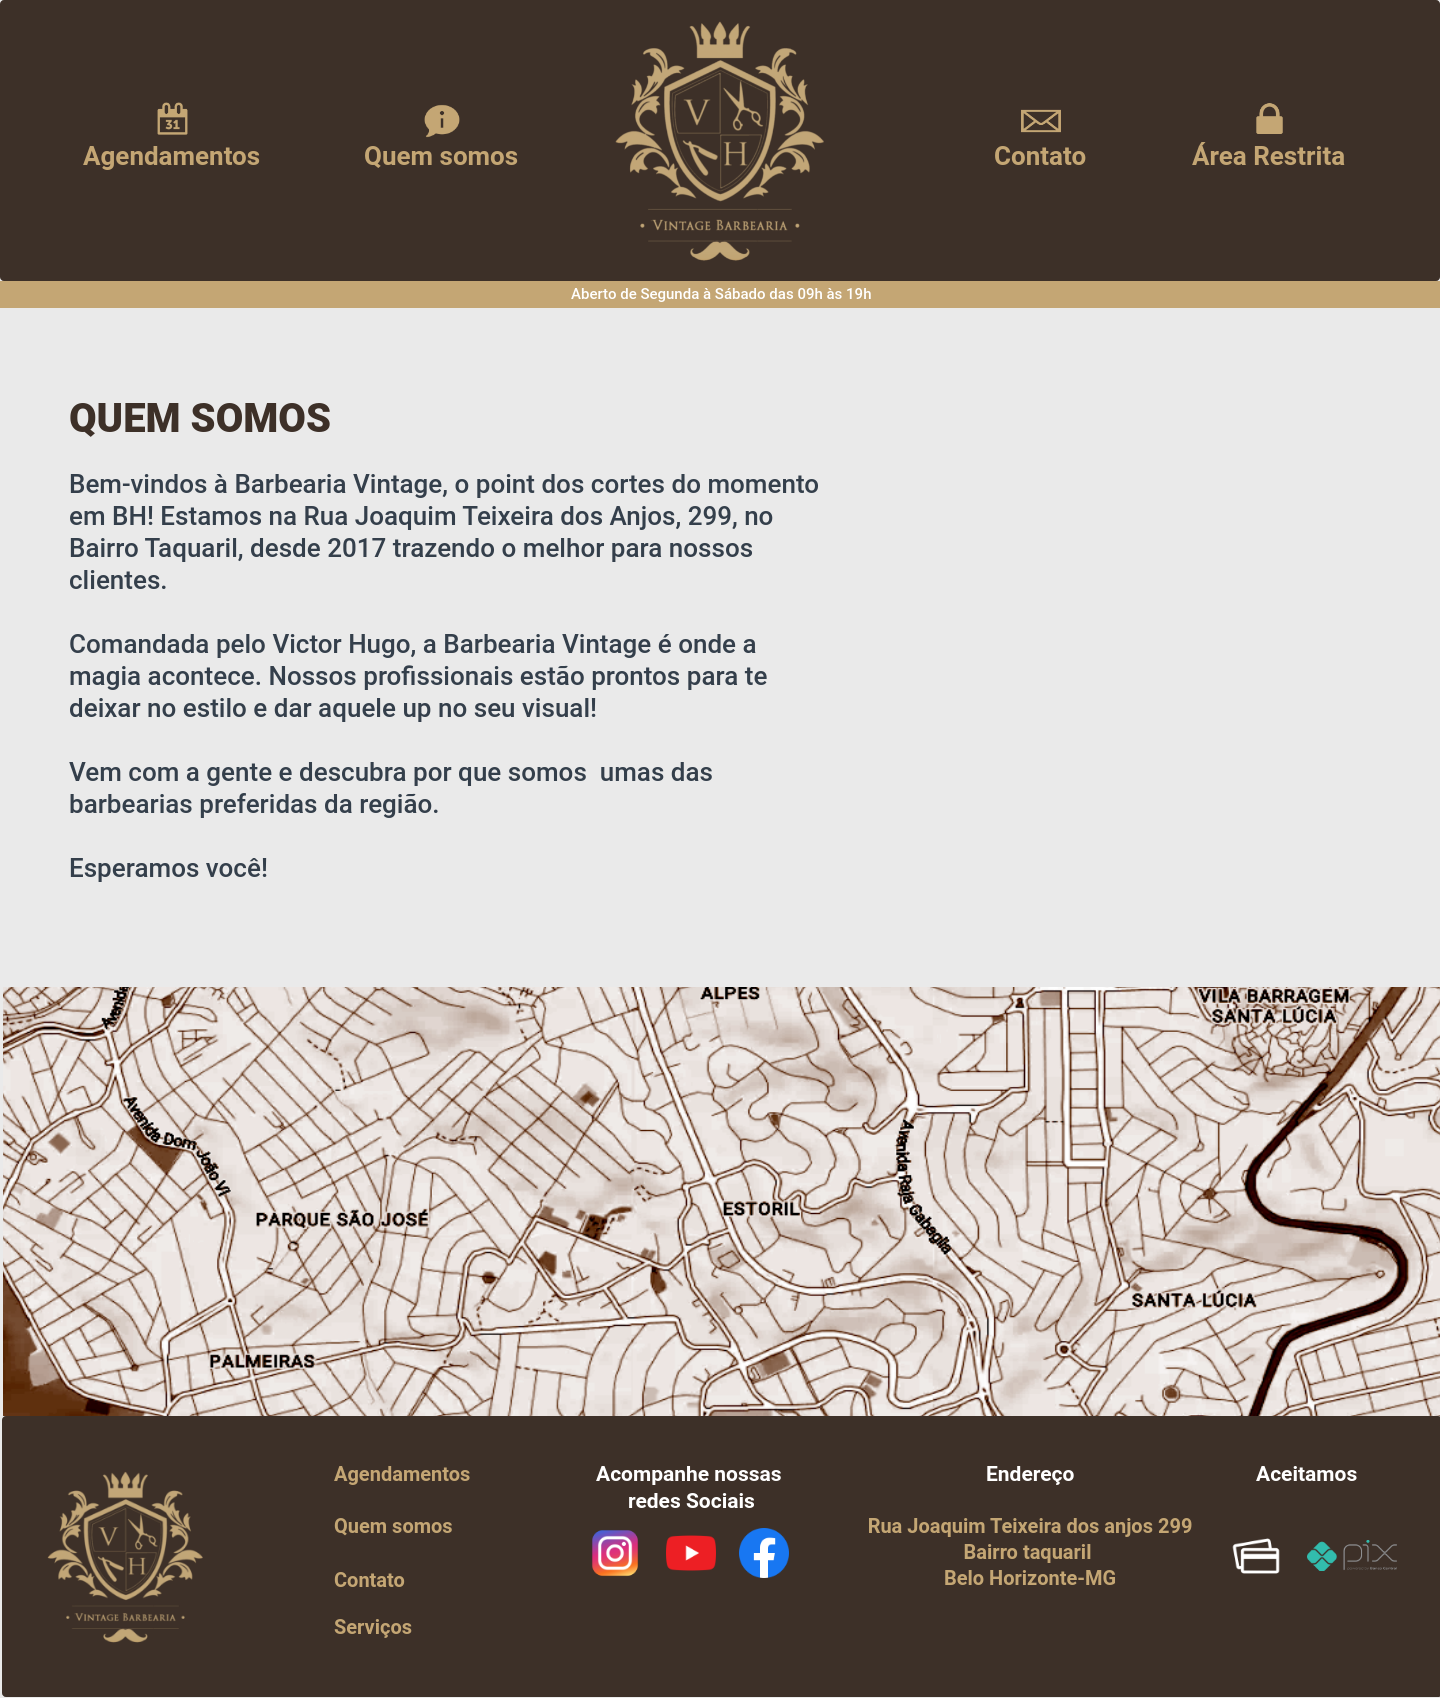 31
Agendamentos
Quem somos
V
H
• VINTAGE BARBEARIA •
Contato
Área Restrita
Aberto de Segunda à Sábado das 09h às 19h
QUEM SOMOS
Bem-vindos à Barbearia Vintage, o point dos cortes do momento
em BH! Estamos na Rua Joaquim Teixeira dos Anjos, 299, no
Bairro Taquaril, desde 2017 trazendo o melhor para nossos
clientes.
Comandada pelo Victor Hugo, a Barbearia Vintage é onde a
magia acontece. Nossos profissionais estão prontos para te
deixar no estilo e dar aquele up no seu visual!
Vem com a gente e descubra por que somos  umas das
barbearias preferidas da região.
Esperamos você!
Avenida
ALPES
VILA BARRAGEM
SANTA LÚCIA
Avenida Dom João VI
Avenida Raja Gabaglia
PARQUE SÃO JOSÉ
ESTORIL
SANTA LÚCIA
PALMEIRAS
V
H
• VINTAGE BARBEARIA •
Agendamentos
Quem somos
Contato
Serviços
Acompanhe nossas
redes Sociais
Endereço
Rua Joaquim Teixeira dos anjos 299
Bairro taquaril
Belo Horizonte-MG
Aceitamos
pix